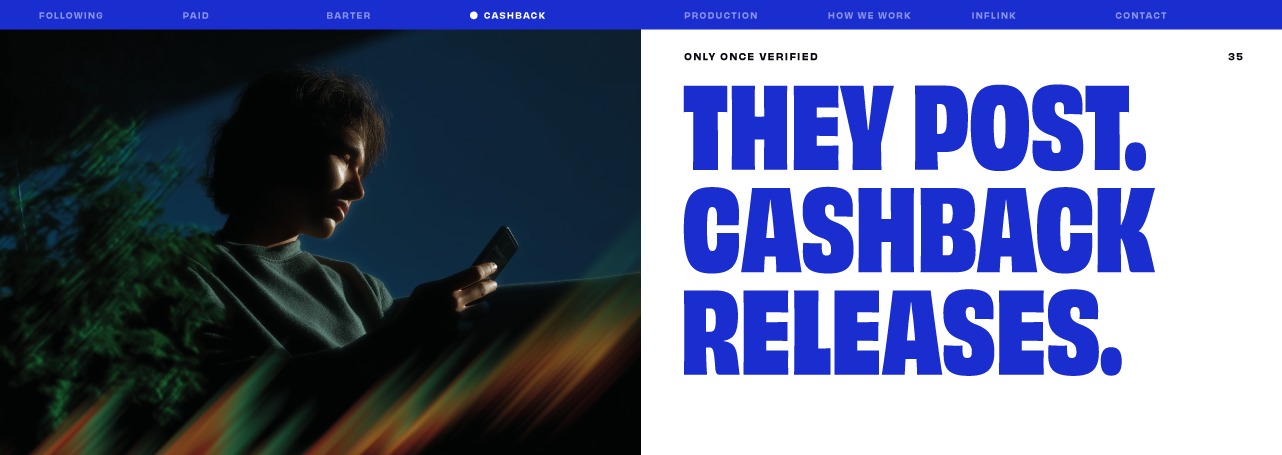 FOLLOWING PAID BARTER CASHBACK PRODUCTION HOW WE WORK INFLINK CONTACT
ONLY ONCE VERIFIED 35
THEY POST.
CASHBACK
RELEASES.